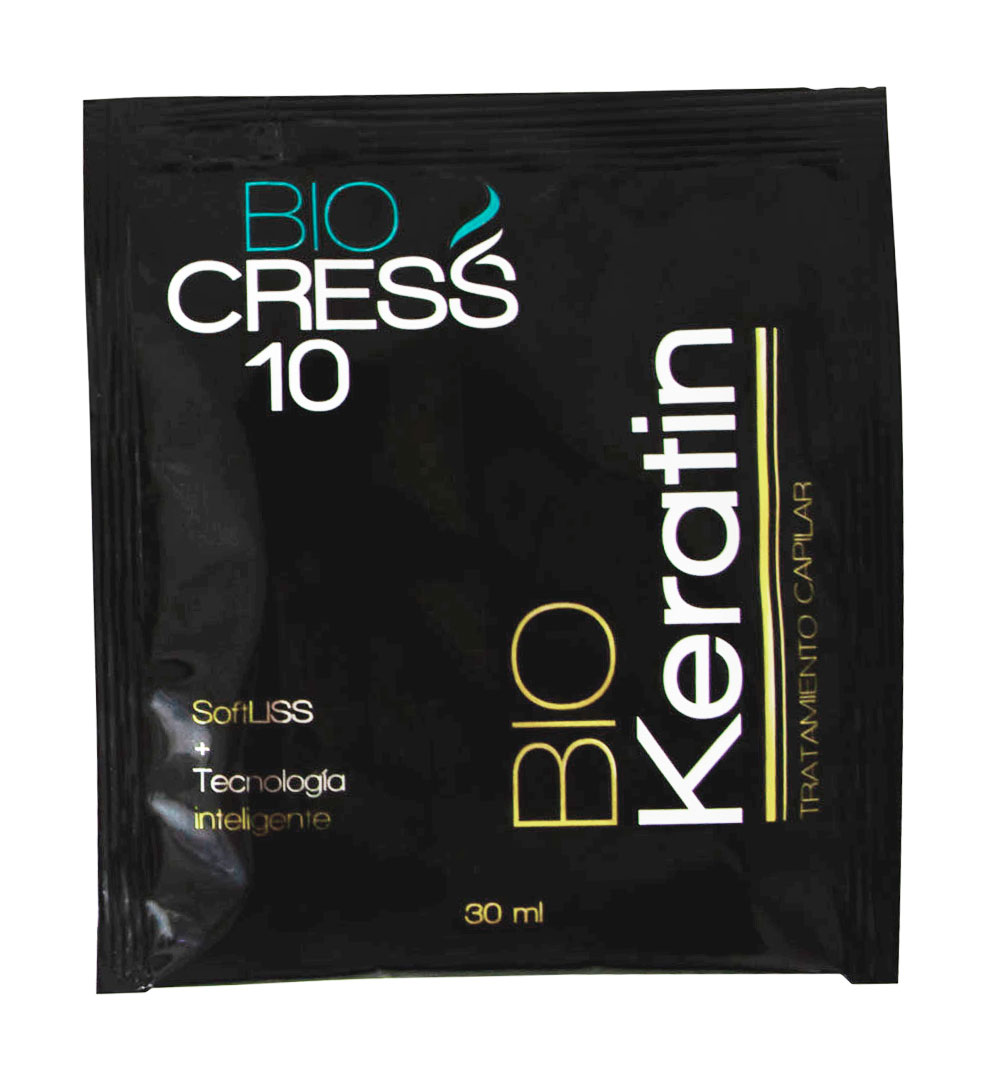 BIO
CRESS
10
BIO
Keratin
TRATAMIENTO CAPILAR
SoftLISS
+
Tecnología
inteligente
30 ml